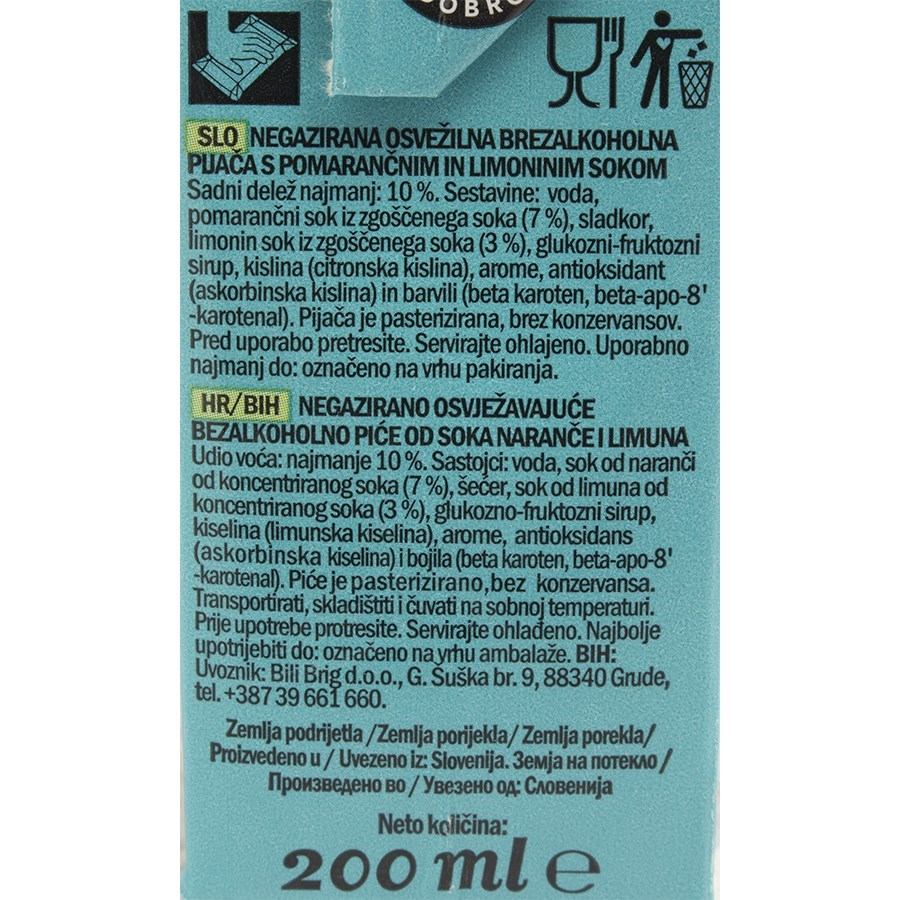 DOBRO
SLO NEGAZIRANA OSVEŽILNA BREZALKOHOLNA
PIJAČA S POMARANČNIM IN LIMONINIM SOKOM
Sadni delež najmanj: 10 %. Sestavine: voda,
pomarančni sok iz zgoščenega soka (7 %), sladkor,
limonin sok iz zgoščenega soka (3 %), glukozni-fruktozni
sirup, kislina (citronska kislina), arome, antioksidant
(askorbinska kislina) in barvili (beta karoten, beta-apo-8'
-karotenal). Pijača je pasterizirana, brez konzervansov.
Pred uporabo pretresite. Servirajte ohlajeno. Uporabno
najmanj do: označeno na vrhu pakiranja.
HR/BIH NEGAZIRANO OSVJEŽAVAJUĆE
BEZALKOHOLNO PIĆE OD SOKA NARANČE I LIMUNA
Udio voća: najmanje 10 %. Sastojci: voda, sok od naranči
od koncentriranog soka (7 %), šećer, sok od limuna od
koncentriranog soka (3 %), glukozno-fruktozni sirup,
kiselina (limunska kiselina), arome, antioksidans
(askorbinska kiselina) i bojila (beta karoten, beta-apo-8'
-karotenal). Piće je pasterizirano,bez konzervansa.
Transportirati, skladištiti i čuvati na sobnoj temperaturi.
Prije upotrebe protresite. Servirajte ohlađeno. Najbolje
upotrijebiti do: označeno na vrhu ambalaže. BIH:
Uvoznik: Bili Brig d.o.o., G. Šuška br. 9, 88340 Grude,
tel. +387 39 661 660.
Zemlja podrijetla /Zemlja porijekla/ Zemlja porekla/
Proizvedeno u / Uvezeno iz: Slovenija. Земја на потекло /
Произведено во / Увезено од: Словенија
Neto količina:
200 ml e